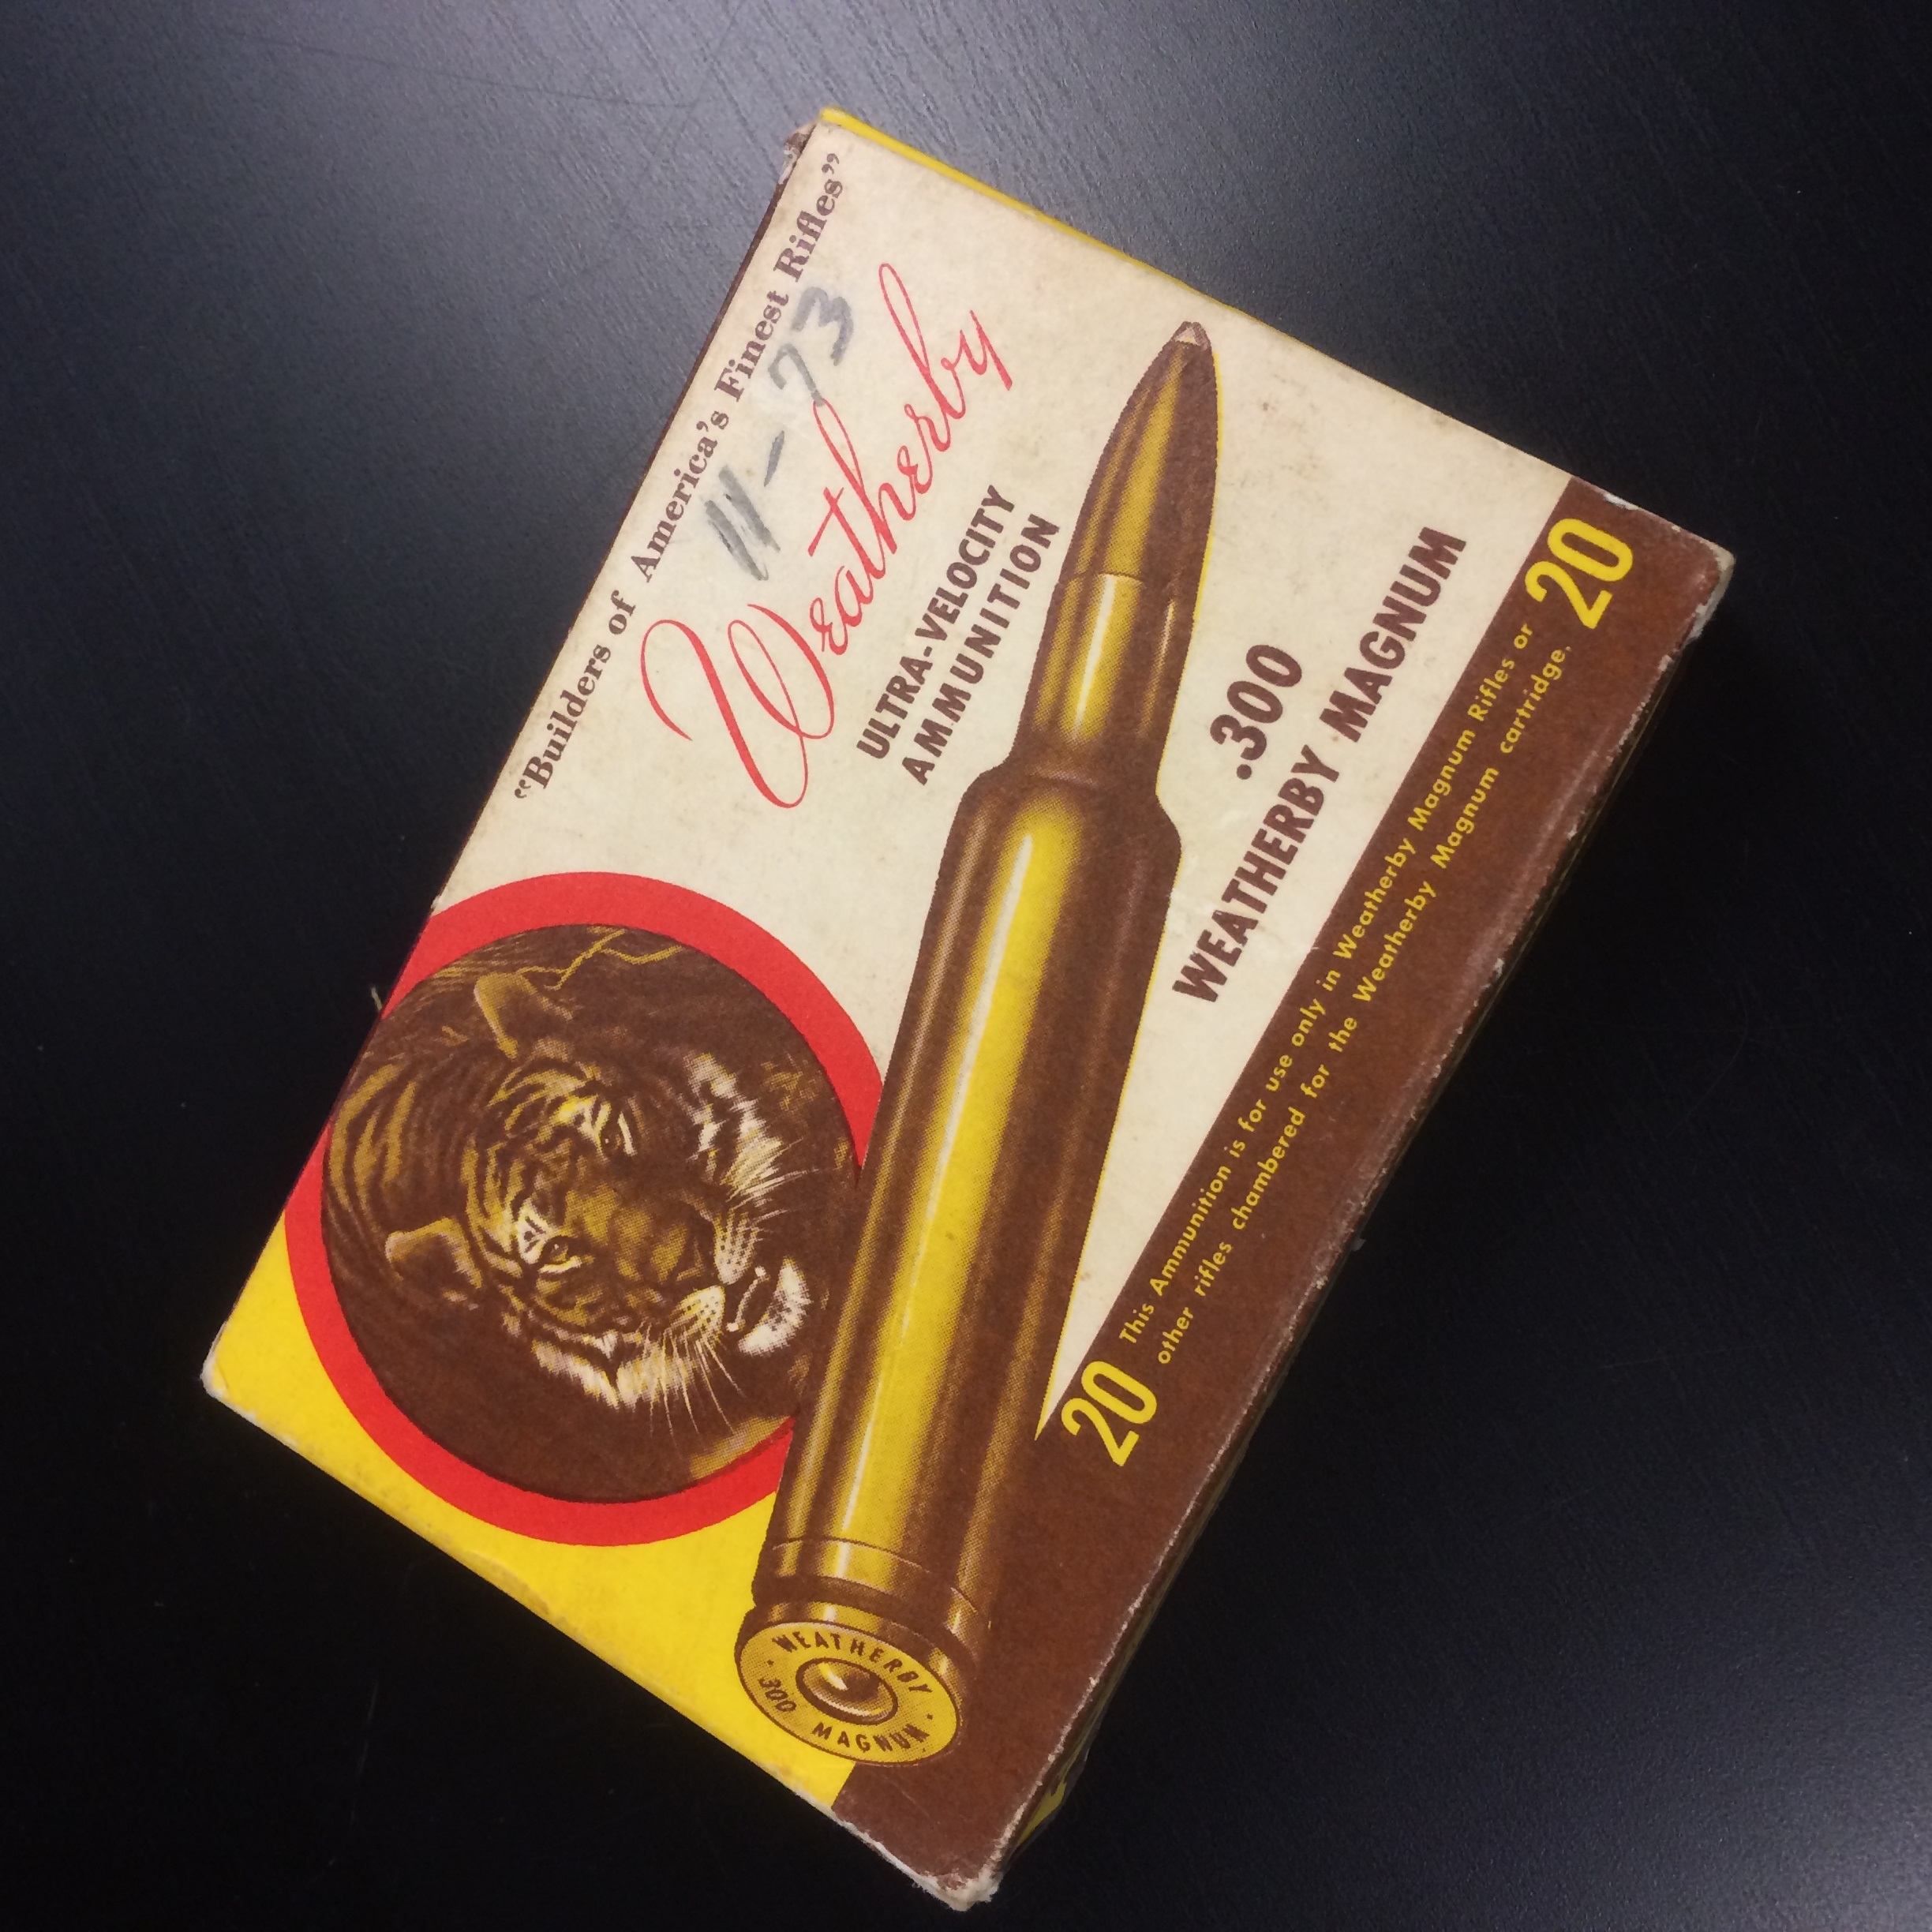 “Builders of America's Finest Rifles”
11-73
Weatherby
ULTRA-VELOCITY
AMMUNITION
.300
WEATHERBY MAGNUM
20 This Ammunition is for use only in Weatherby Magnum Rifles or 20
other rifles chambered for the Weatherby Magnum cartridge.
WEATHERBY
300 MAGNUM